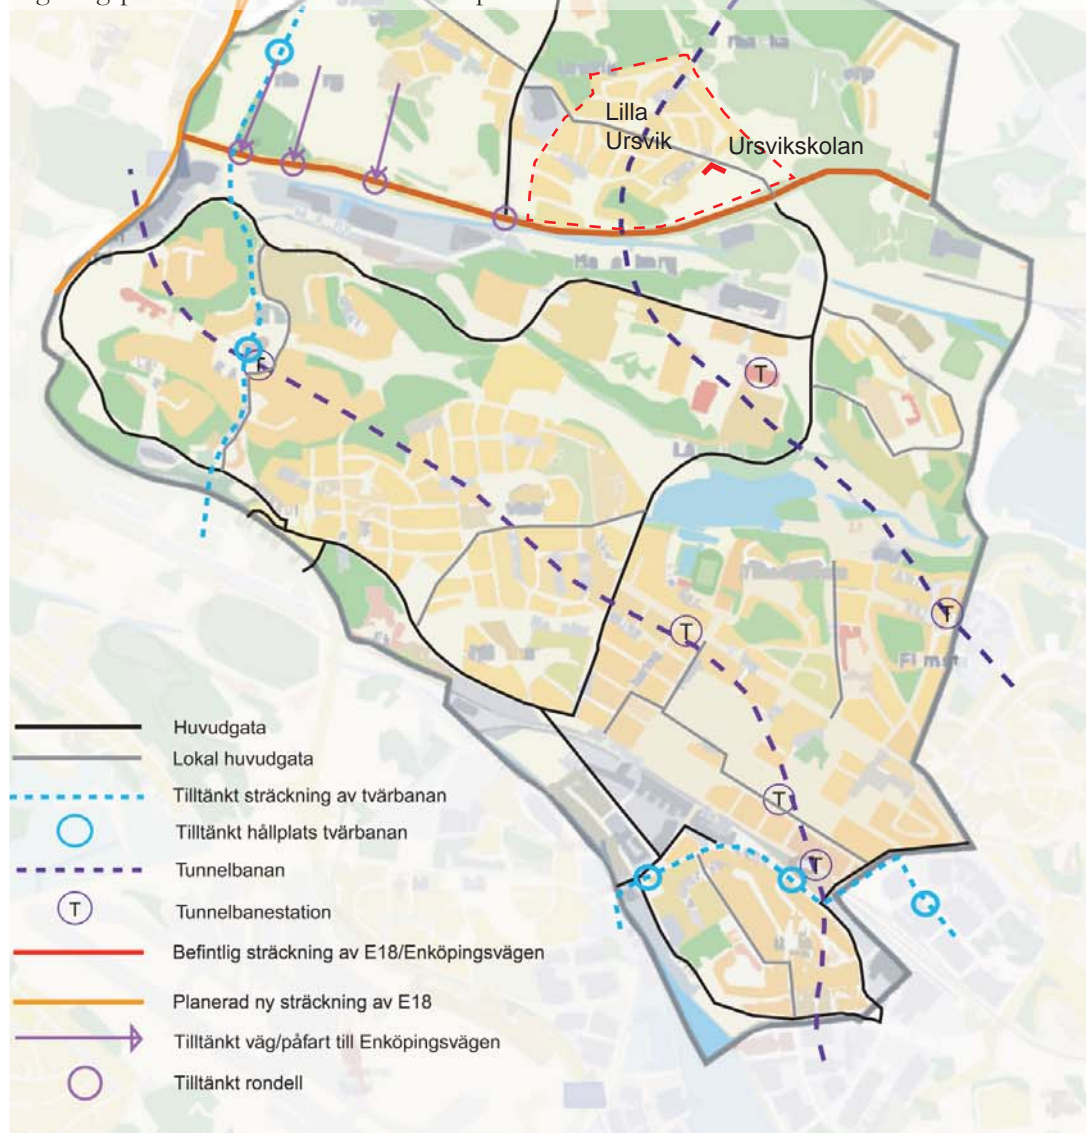 Lilla
Ursvik
Ursvikskolan
T
T
T
T
T
T
Huvudgata
Lokal huvudgata
Tilltänkt sträckning av tvärbanan
Tilltänkt hållplats tvärbanan
Tunnelbanan
T
Tunnelbanestation
Befintlig sträckning av E18/Enköpingsvägen
Planerad ny sträckning av E18
Tilltänkt väg/påfart till Enköpingsvägen
Tilltänkt rondell